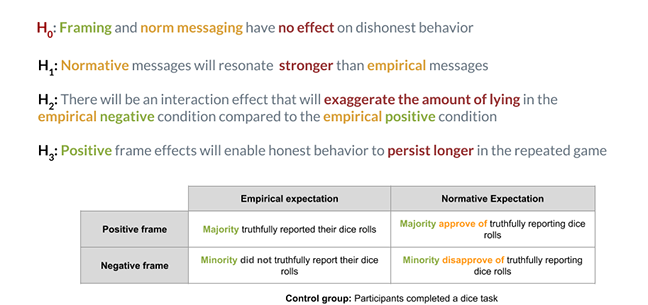 H0: Framing and norm messaging have no effect on dishonest behavior
H1: Normative messages will resonate stronger than empirical messages
H2: There will be an interaction effect that will exaggerate the amount of lying in the
empirical negative condition compared to the empirical positive condition
H3: Positive frame effects will enable honest behavior to persist longer in the repeated game
Empirical expectation
Normative Expectation
Positive frame
Majority truthfully reported their dice rolls
Majority approve of truthfully reporting dice
rolls
Negative frame
Minority did not truthfully report their dice
rolls
Minority disapprove of truthfully reporting
dice rolls
Control group: Participants completed a dice task